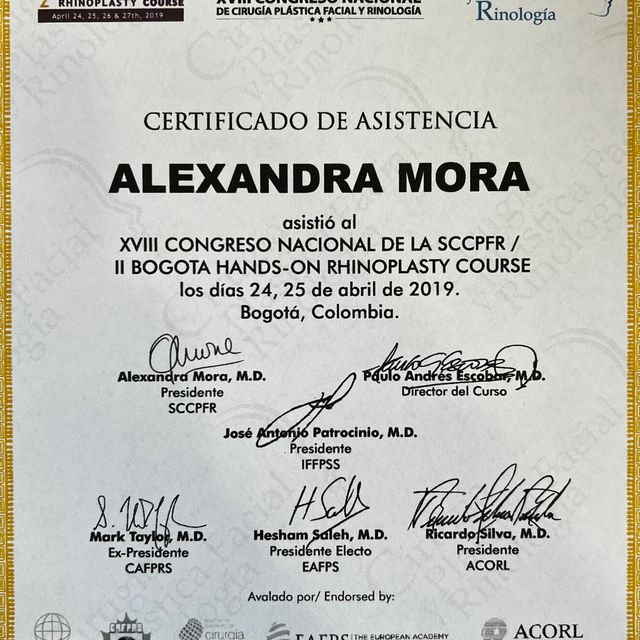 RHINOPLASTY COURSE
April 24, 25, 26 & 27th, 2019
XVIII CONGRESO NACIONAL
DE CIRUGÍA PLÁSTICA FACIAL Y RINOLOGÍA
Rinología
CERTIFICADO DE ASISTENCIA
ALEXANDRA MORA
asistió al
XVIII CONGRESO NACIONAL DE LA SCCPFR /
II BOGOTA HANDS-ON RHINOPLASTY COURSE
los días 24, 25 de abril de 2019.
Bogotá, Colombia.
Alexandra Mora, M.D.
Presidente
SCCPFR
Paulo Andrés Escobar, M.D.
Director del Curso
José Antonio Patrocinio, M.D.
Presidente
IFFPSS
Mark Taylor, M.D.
Ex-Presidente
CAFPRS
Hesham Saleh, M.D.
Presidente Electo
EAFPS
Ricardo Silva, M.D.
Presidente
ACORL
Avalado por/ Endorsed by:
CAFPRS
cirugía
EAFPS | THE EUROPEAN ACADEMY
ACORL